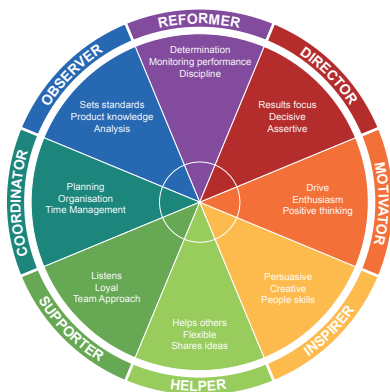 REFORMER
Determination
Monitoring performance
Discipline
DIRECTOR
Results focus
Decisive
Assertive
MOTIVATOR
Drive
Enthusiasm
Positive thinking
INSPIRER
Persuasive
Creative
People skills
HELPER
Helps others
Flexible
Shares ideas
SUPPORTER
Listens
Loyal
Team Approach
COORDINATOR
Planning
Organisation
Time Management
OBSERVER
Sets standards
Product knowledge
Analysis